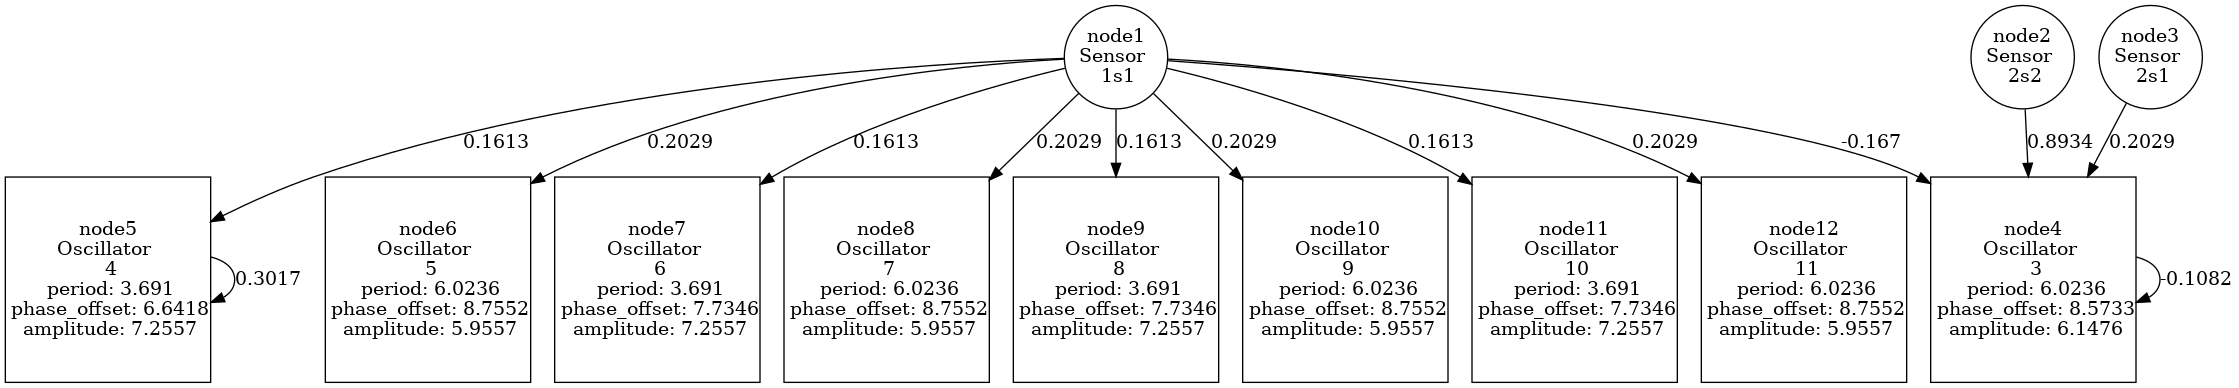 node1
Sensor
1s1
node2
Sensor
2s2
node3
Sensor
2s1
0.1613
0.2029
0.1613
0.2029
0.1613
0.2029
0.1613
0.2029
-0.167
0.8934
0.2029
node5
Oscillator
4
period: 3.691
phase_offset: 6.6418
amplitude: 7.2557
0.3017
node6
Oscillator
5
period: 6.0236
phase_offset: 8.7552
amplitude: 5.9557
node7
Oscillator
6
period: 3.691
phase_offset: 7.7346
amplitude: 7.2557
node8
Oscillator
7
period: 6.0236
phase_offset: 8.7552
amplitude: 5.9557
node9
Oscillator
8
period: 3.691
phase_offset: 7.7346
amplitude: 7.2557
node10
Oscillator
9
period: 6.0236
phase_offset: 8.7552
amplitude: 5.9557
node11
Oscillator
10
period: 3.691
phase_offset: 7.7346
amplitude: 7.2557
node12
Oscillator
11
period: 6.0236
phase_offset: 8.7552
amplitude: 5.9557
node4
Oscillator
3
period: 6.0236
phase_offset: 8.5733
amplitude: 6.1476
-0.1082